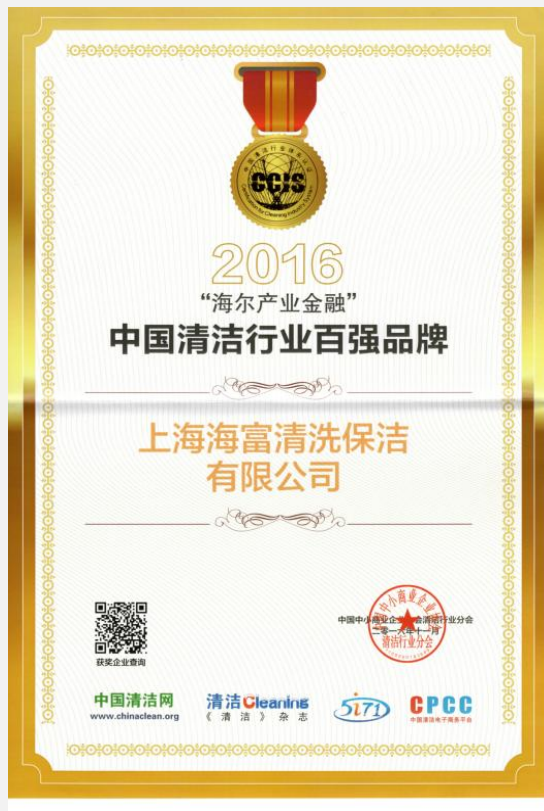 CCIS
2016
“海尔产业金融”
中国清洁行业百强品牌
上海海富清洗保洁
有限公司
中国中小商业企业协会清洁行业分会
二零一六年十一月
清洁行业分会
获奖企业查询
中国清洁网
www.chinaclean.org
清洁Cleaning
《清洁》杂志
5i71
CPCC
中国清洁电子商务平台